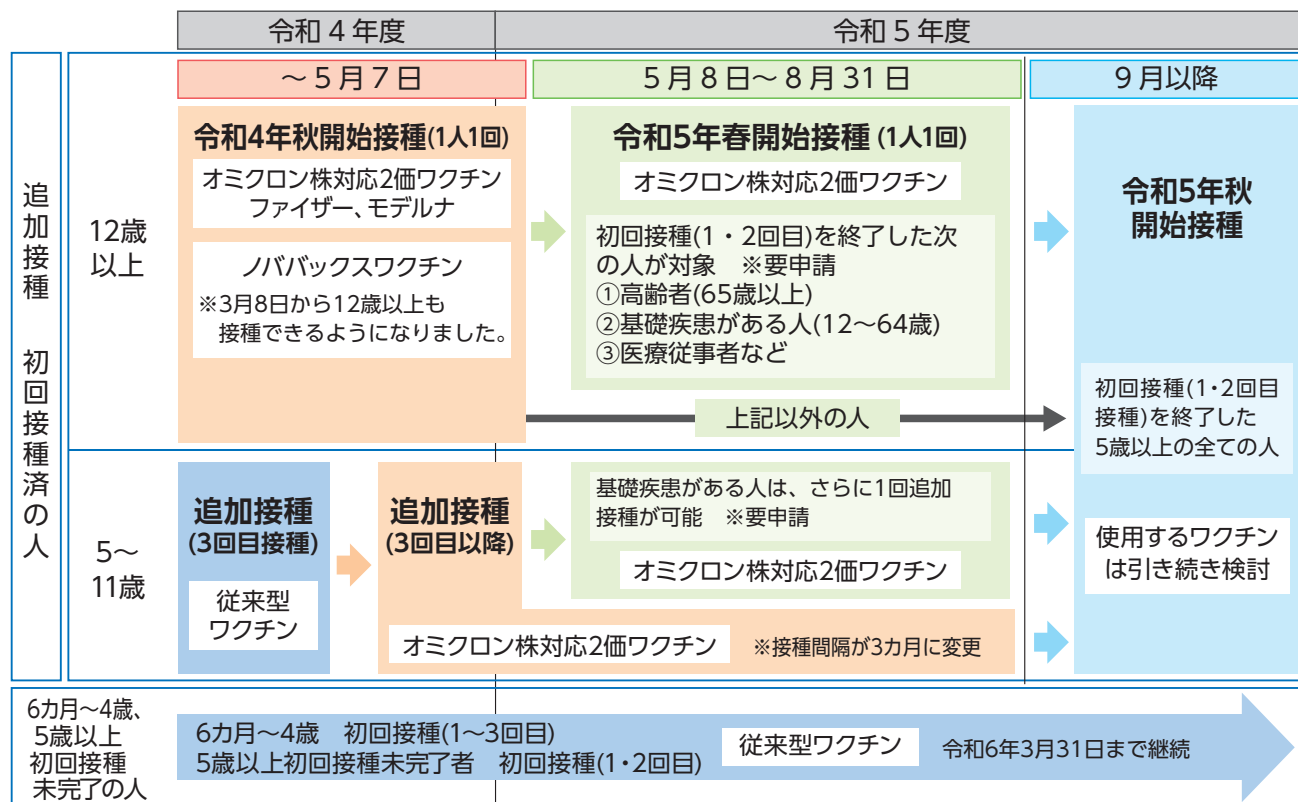 令和4年度
令和5年度
～5月7日
5月8日～8月31日
9月以降
追加接種 初回接種済の人
12歳
以上
令和4年秋開始接種(1人1回)
オミクロン株対応2価ワクチン
ファイザー、モデルナ
ノババックスワクチン
※3月8日から12歳以上も
接種できるようになりました。
令和5年春開始接種(1人1回)
オミクロン株対応2価ワクチン
初回接種(1・2回目)を終了した次
の人が対象 ※要申請
①高齢者(65歳以上)
②基礎疾患がある人(12～64歳)
③医療従事者など
上記以外の人
令和5年秋
開始接種
初回接種(1・2回目
接種)を終了した
5歳以上の全ての人
使用するワクチン
は引き続き検討
5～
11歳
追加接種
(3回目接種)
従来型
ワクチン
追加接種
(3回目以降)
基礎疾患がある人は、さらに1回追加
接種が可能 ※要申請
オミクロン株対応2価ワクチン
オミクロン株対応2価ワクチン ※接種間隔が3カ月に変更
6カ月～4歳、
5歳以上
初回接種
未完了の人
6カ月～4歳 初回接種(1～3回目)
5歳以上初回接種未完了者 初回接種(1・2回目)
従来型ワクチン 令和6年3月31日まで継続